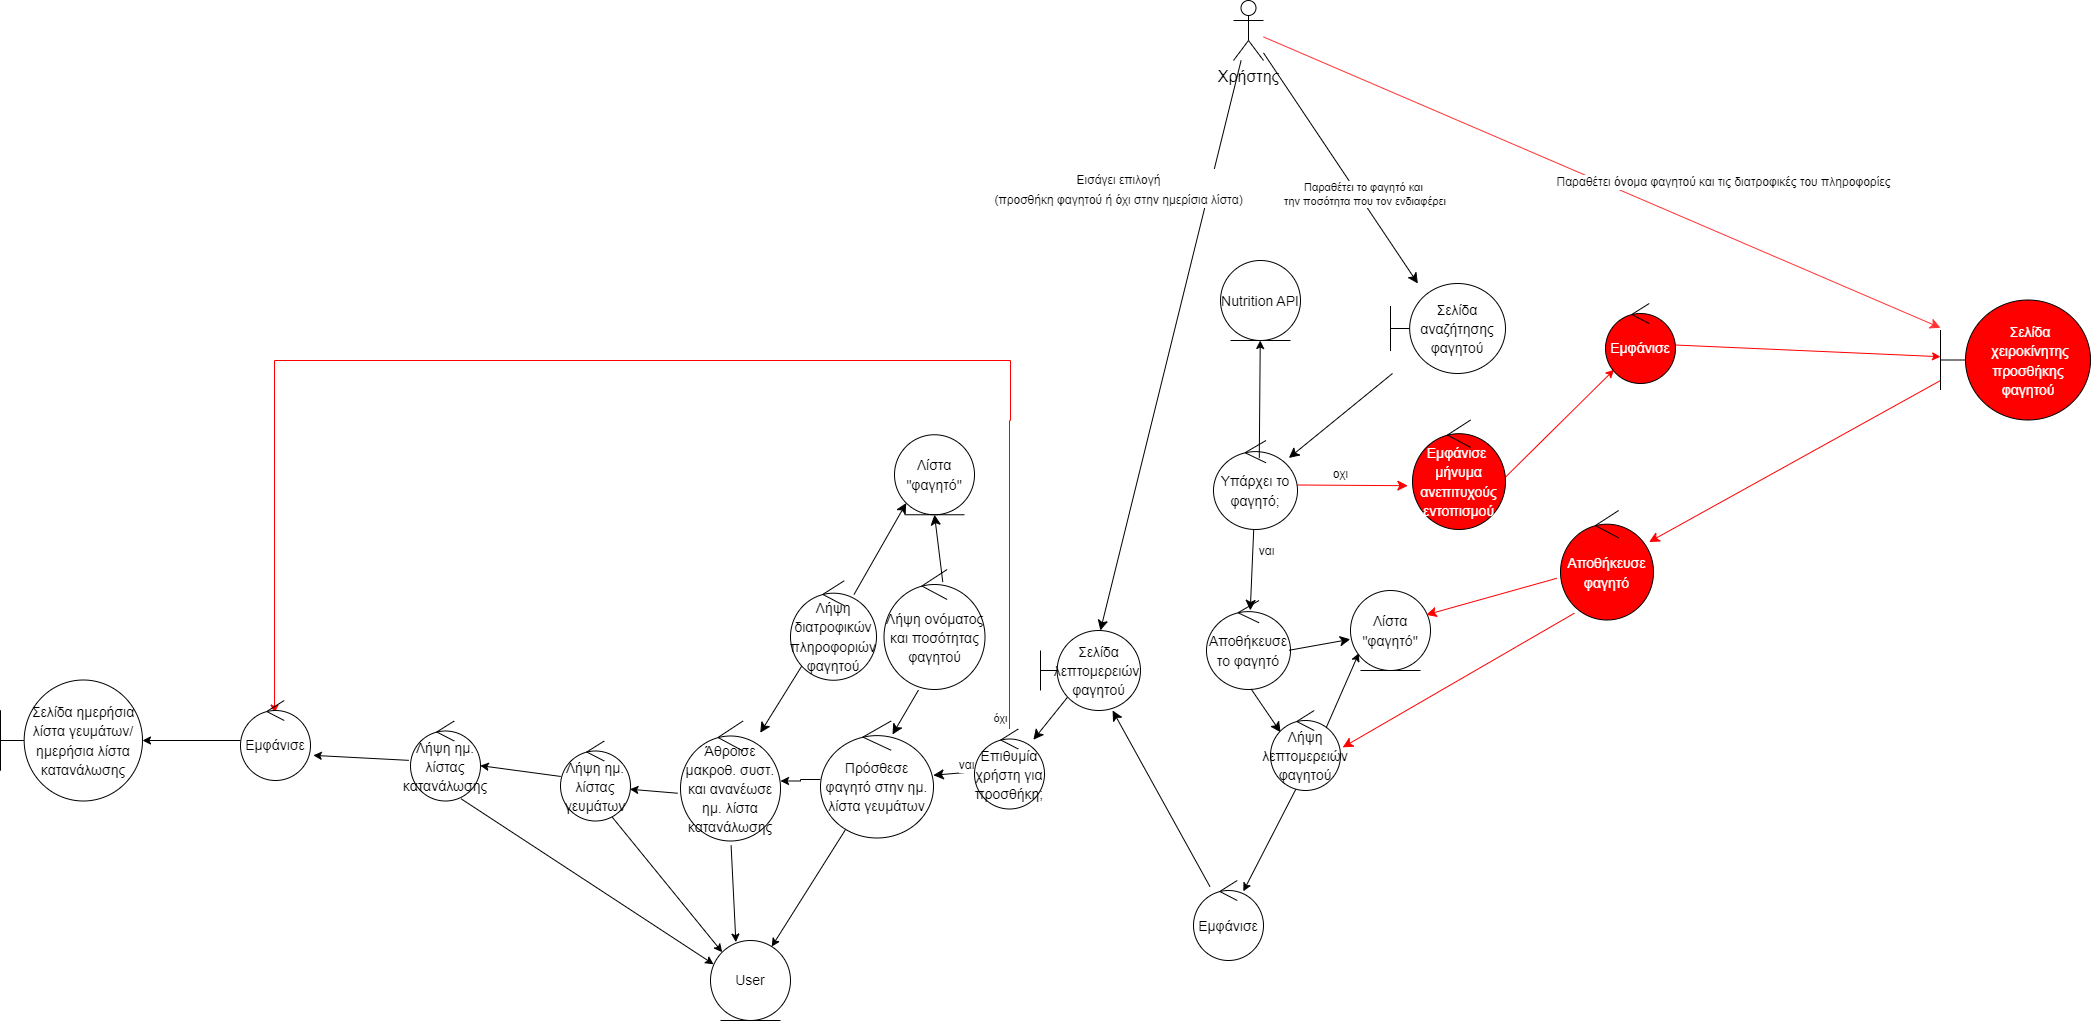 Χρήστης
Εισάγει επιλογή
(προσθήκη φαγητού ή όχι στην ημερίσια λίστα)
Παραθέτει το φαγητό και
την ποσότητα που τον ενδιαφέρει
Παραθέτει όνομα φαγητού και τις διατροφικές του πληροφορίες
Nutrition API
Σελίδα
αναζήτησης
φαγητού
Εμφάνισε
Σελίδα
χειροκίνητης
προσθήκης
φαγητού
Υπάρχει το
φαγητό;
οχι
Εμφάνισε
μήνυμα
ανεπιτυχούς
εντοπισμού
ναι
Αποθήκευσε
φαγητό
Λίστα
"φαγητό"
Λήψη
διατροφικών
πληροφοριών
φαγητού
Λήψη ονόματος
και ποσότητας
φαγητού
Σελίδα
λεπτομερειών
φαγητού
Αποθήκευσε
το φαγητό
Λίστα
"φαγητό"
Σελίδα ημερήσια
λίστα γευμάτων/
ημερήσια λίστα
κατανάλωσης
Εμφάνισε
Λήψη ημ.
λίστας
κατανάλωσης
Λήψη ημ.
λίστας
γευμάτων
Άθροισε
μακροθ. συστ.
και ανανέωσε
ημ. λίστα
κατανάλωσης
Πρόσθεσε
φαγητό στην ημ.
λίστα γευμάτων
ναι
όχι
Επιθυμία
χρήστη για
προσθήκη;
Λήψη
λεπτομερειών
φαγητού
Εμφάνισε
User